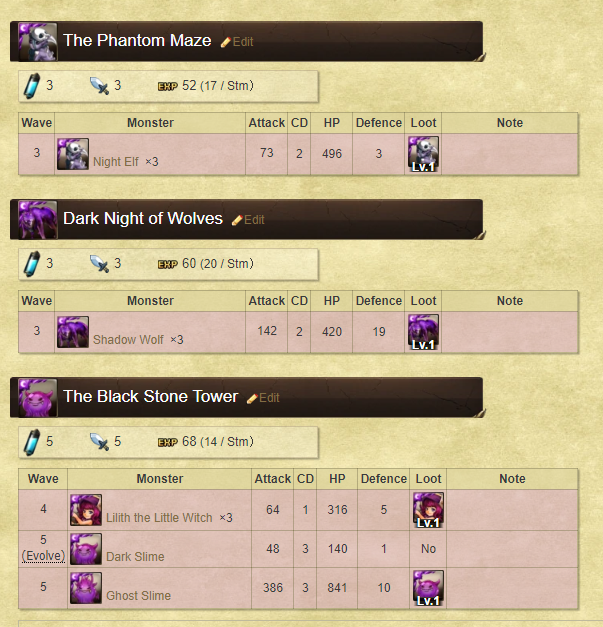 The Phantom Maze Edit
3 3 EXP 52 (17 / Stm)
Wave Monster Attack CD HP Defence Loot Note
3 Night Elf ×3 73 2 496 3 Lv.1
Dark Night of Wolves Edit
3 3 EXP 60 (20 / Stm)
Wave Monster Attack CD HP Defence Loot Note
3 Shadow Wolf ×3 142 2 420 19 Lv.1
The Black Stone Tower Edit
5 5 EXP 68 (14 / Stm)
Wave Monster Attack CD HP Defence Loot Note
4 Lilith the Little Witch ×3 64 1 316 5 Lv.1
5
(Evolve) Dark Slime 48 3 140 1 No
5 Ghost Slime 386 3 841 10 Lv.1